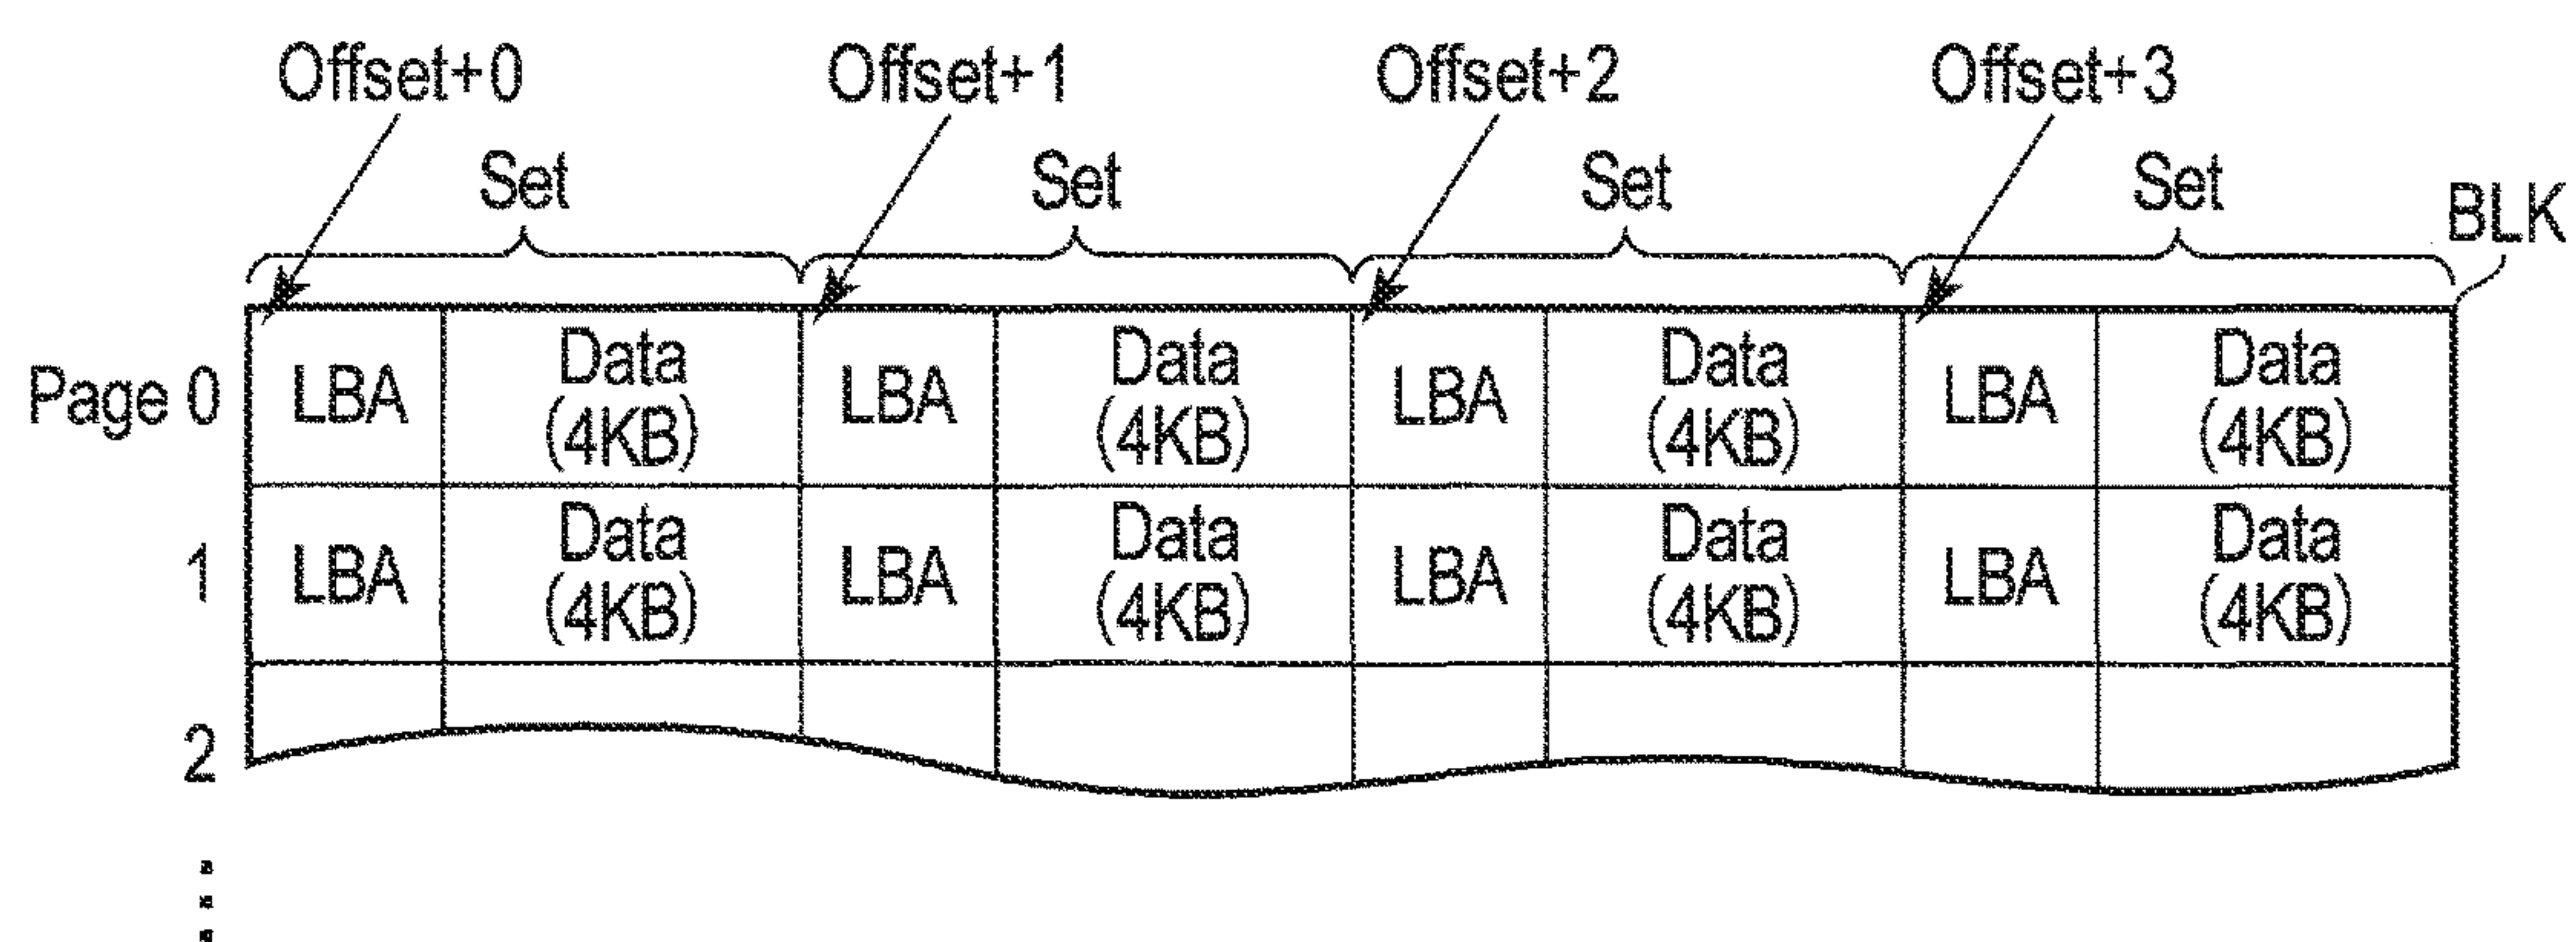 Offset+0 Offset+1 Offset+2 Offset+3
Set Set Set Set BLK
Page 0 LBA Data (4KB) LBA Data (4KB) LBA Data (4KB) LBA Data (4KB)
1 LBA Data (4KB) LBA Data (4KB) LBA Data (4KB) LBA Data (4KB)
2